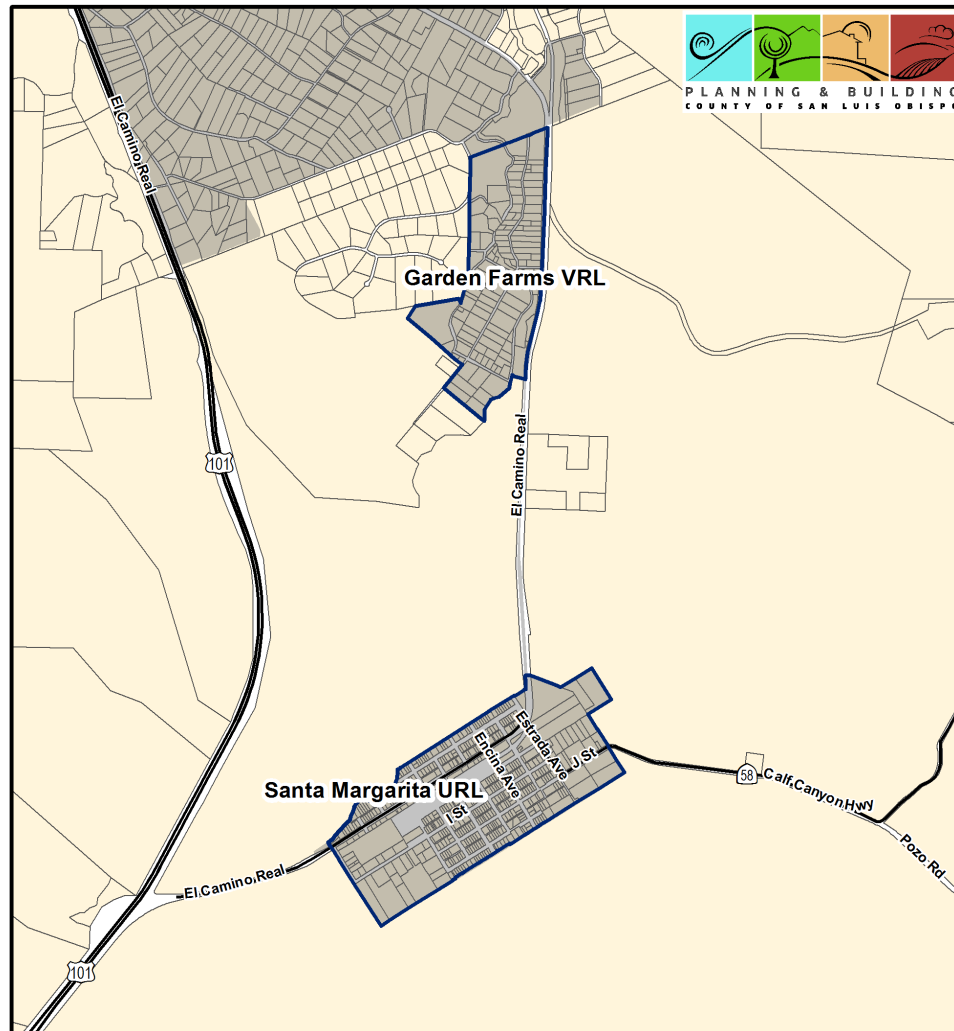 PLANNING & BUILDING
COUNTY OF SAN LUIS OBISPO
El Camino Real
Garden Farms VRL
101
El Camino Real
Estrada Ave
Encina Ave
J St
Santa Margarita URL
I St
58
Calf Canyon Hwy
Pozo Rd
El Camino Real
101